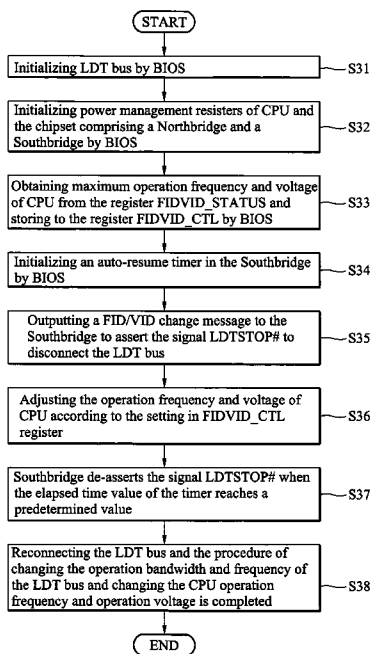 START
Initializing LDT bus by BIOS
S31
Initializing power management resisters of CPU and
the chipset comprising a Northbridge and a
Southbridge by BIOS
S32
Obtaining maximum operation frequency and voltage
of CPU from the register FIDVID_STATUS and
storing to the register FIDVID_CTL by BIOS
S33
Initializing an auto-resume timer in the Southbridge
by BIOS
S34
Outputting a FID/VID change message to the
Southbridge to assert the signal LDTSTOP# to
disconnect the LDT bus
S35
Adjusting the operation frequency and voltage of
CPU according to the setting in FIDVID_CTL
register
S36
Southbridge de-asserts the signal LDTSTOP# when
the elapsed time value of the timer reaches a
predetermined value
S37
Reconnecting the LDT bus and the procedure of
changing the operation bandwidth and frequency of
the LDT bus and changing the CPU operation
frequency and operation voltage is completed
S38
END